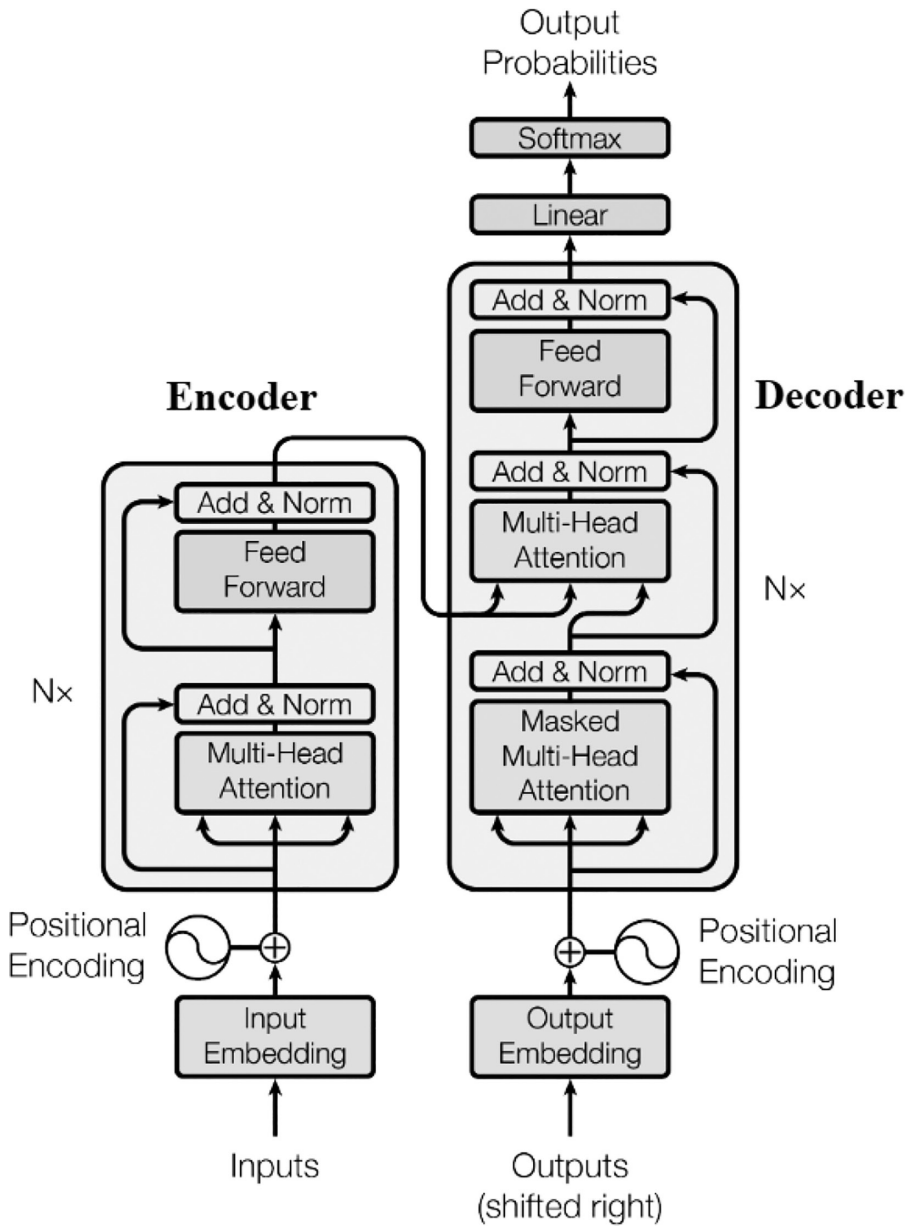 Output
Probabilities
Softmax
Linear
Add & Norm
Feed
Forward
Add & Norm
Multi-Head
Attention
Add & Norm
Masked
Multi-Head
Attention
Decoder
Nx
Encoder
Add & Norm
Feed
Forward
Add & Norm
Multi-Head
Attention
Nx
Positional
Encoding
Input
Embedding
Inputs
Positional
Encoding
Output
Embedding
Outputs
(shifted right)